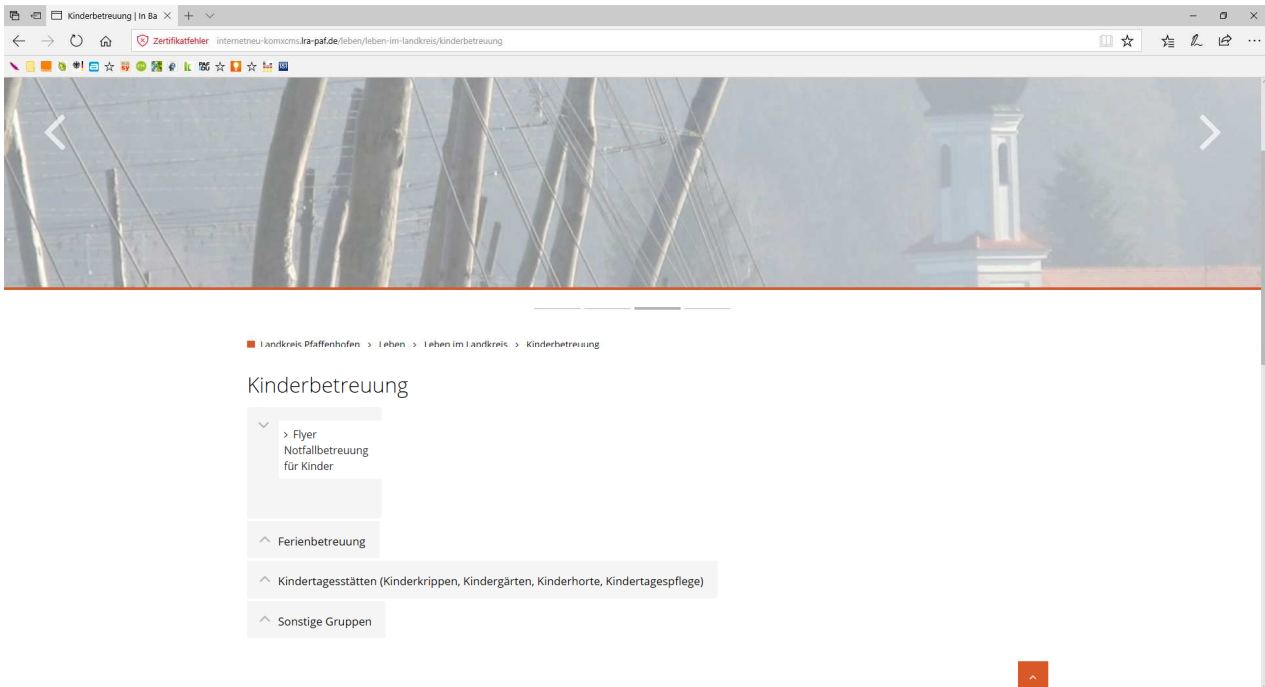 Kinderbetreuung | In Ba
Zertifikatfehler internetneu-komxcms.lra-paf.de/leben/leben-im-landkreis/kinderbetreuung
Landkreis Pfaffenhofen > Leben > Leben im Landkreis > Kinderbetreuung
Kinderbetreuung
> Flyer
Notfallbetreuung
für Kinder
Ferienbetreuung
Kindertagesstätten (Kinderkrippen, Kindergärten, Kinderhorte, Kindertagespflege)
Sonstige Gruppen